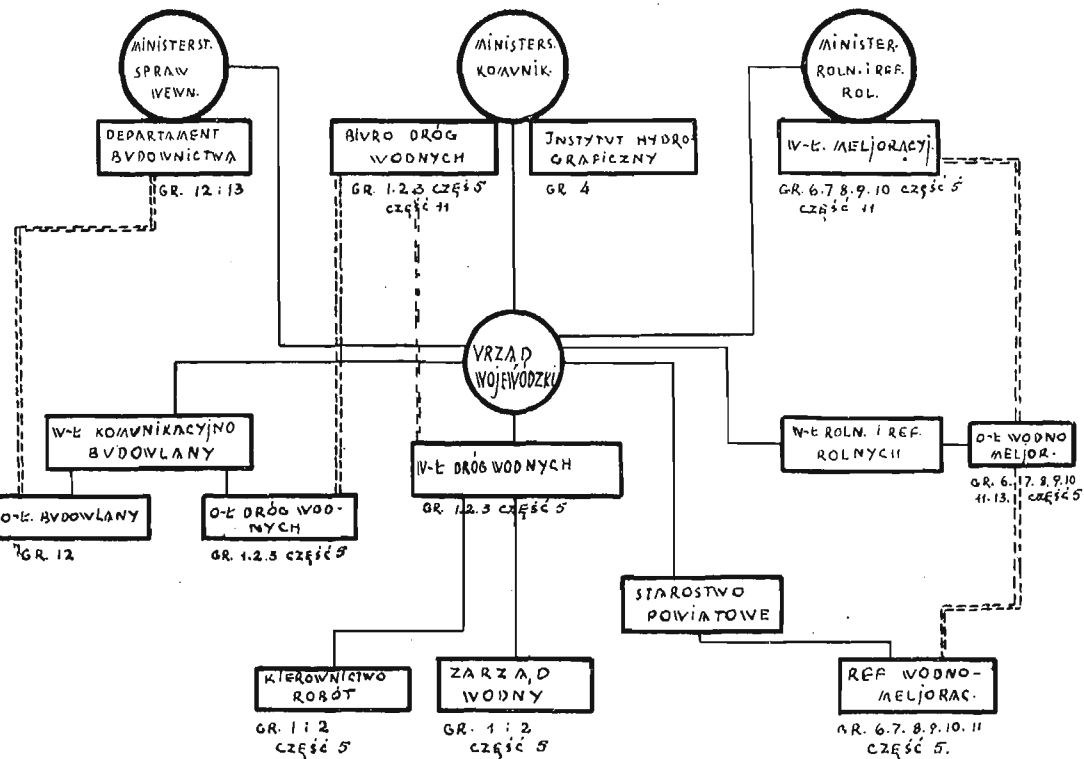 MINISTERST.
SPRAW
WEWN.
MINISTERS.
KOMUNIK.
MINISTER.
ROLN. I REF.
ROL.
DEPARTAMENT
BUDOWNICTWA
GR. 12 i 13
BIURO DRÓG
WODNYCH
GR. 1.2.3 CZĘŚĆ 5
CZĘŚĆ 11
INSTYTUT HYDRO-
GRAFICZNY
GR 4
W-Ł. MELJORACYJ.
GR. 6.7 8.9.10 CZĘŚĆ 5
CZĘŚĆ 11
URZĄD
WOJEWÓDZKI
W-Ł KOMUNIKACYJNO
BUDOWLANY
W-Ł DRÓG WODNYCH
GR. 1.2.3 CZĘŚĆ 5
W-Ł ROLN. I REF.
ROLNYCH
O-Ł WODNO
MELJOR.
GR. 6. 7. 8. 9.10
11.13. CZĘŚĆ 5
O-Ł. BUDOWLANY
GR. 12
O-Ł DRÓG WOD-
NYCH
GR. 1.2.3 CZĘŚĆ 5
STAROSTWO
POWIATOWE
KIEROWNICTWO
ROBÓT
GR. 1 i 2
CZĘŚĆ 5
ZARZĄD
WODNY
GR. 1 i 2
CZĘŚĆ 5
REF WODNO-
MELJORAC.
GR. 6.7. 8.9.10. 11
CZĘŚĆ 5.